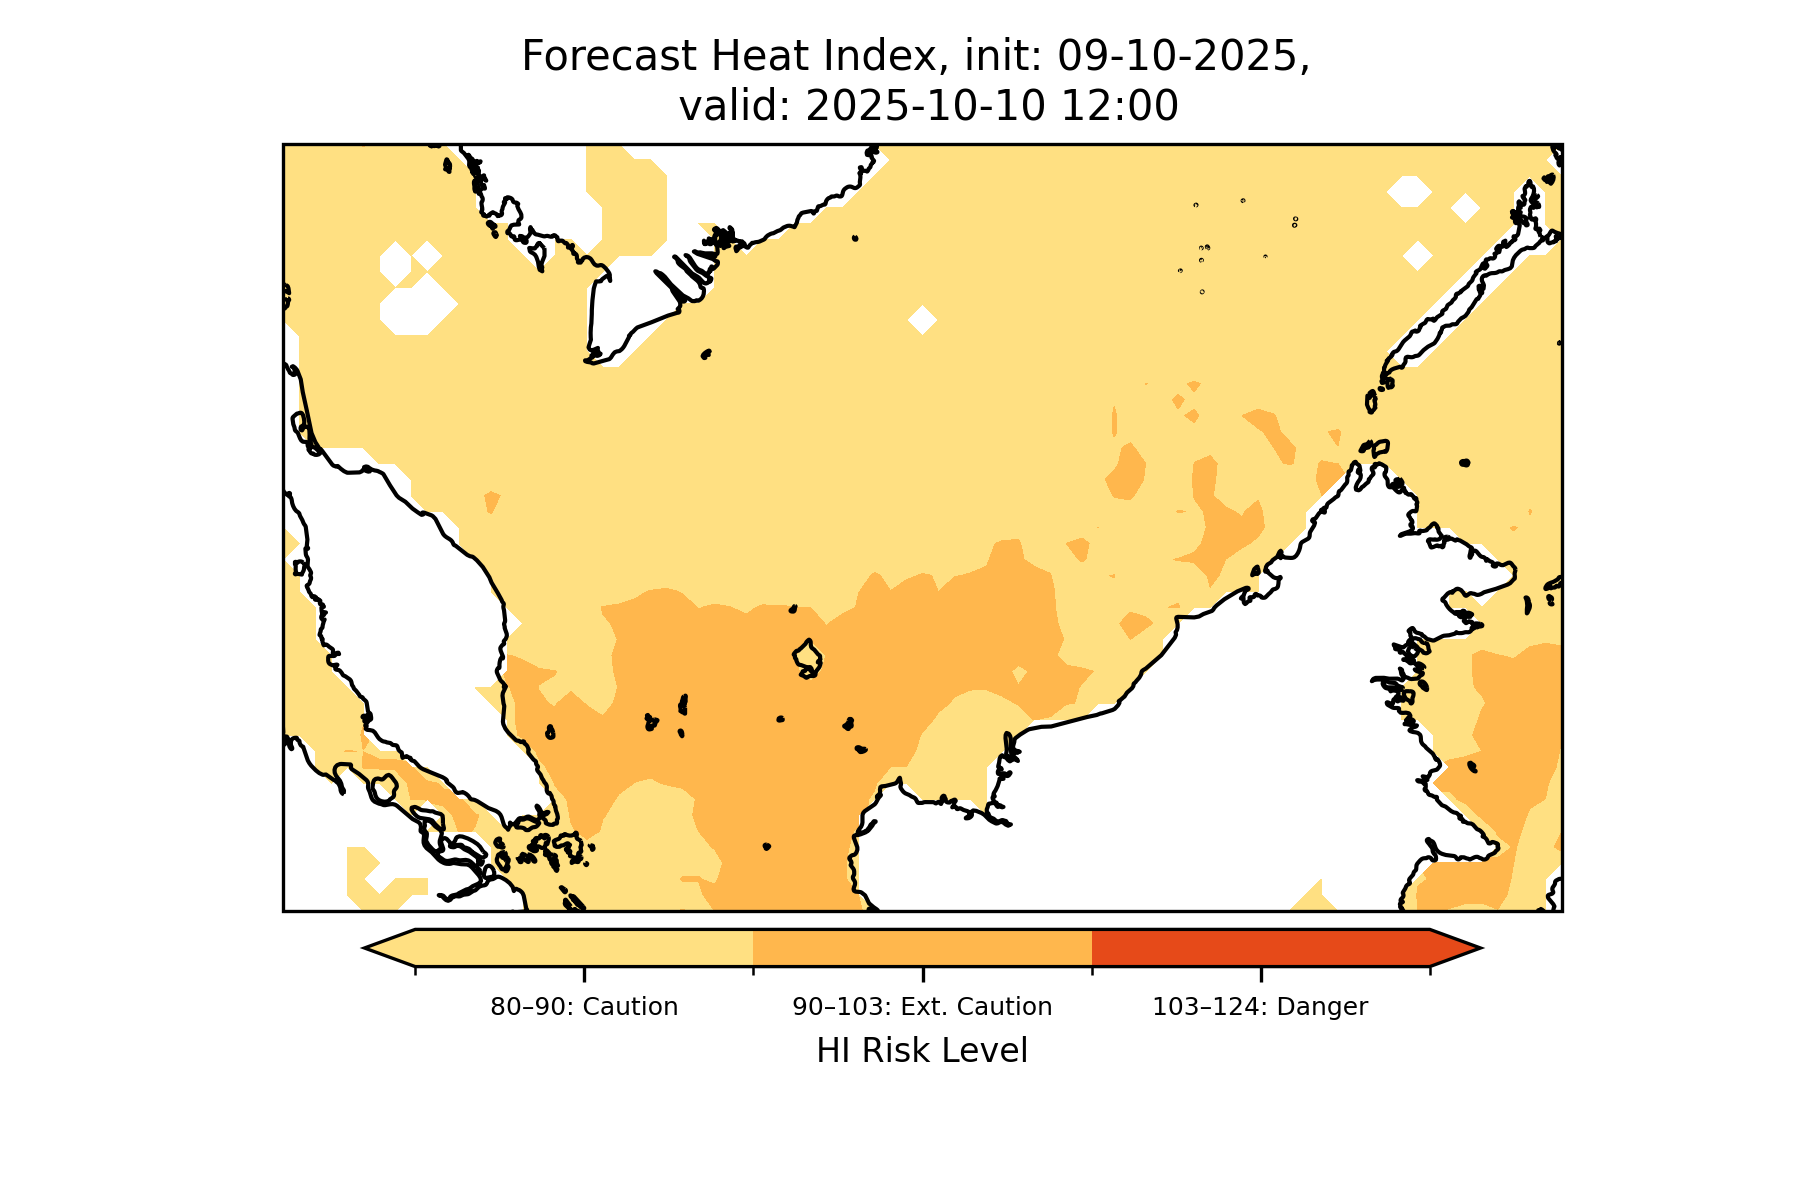 Forecast Heat Index, init: 09-10-2025,
valid: 2025-10-10 12:00
80–90: Caution
90–103: Ext. Caution
103–124: Danger
HI Risk Level